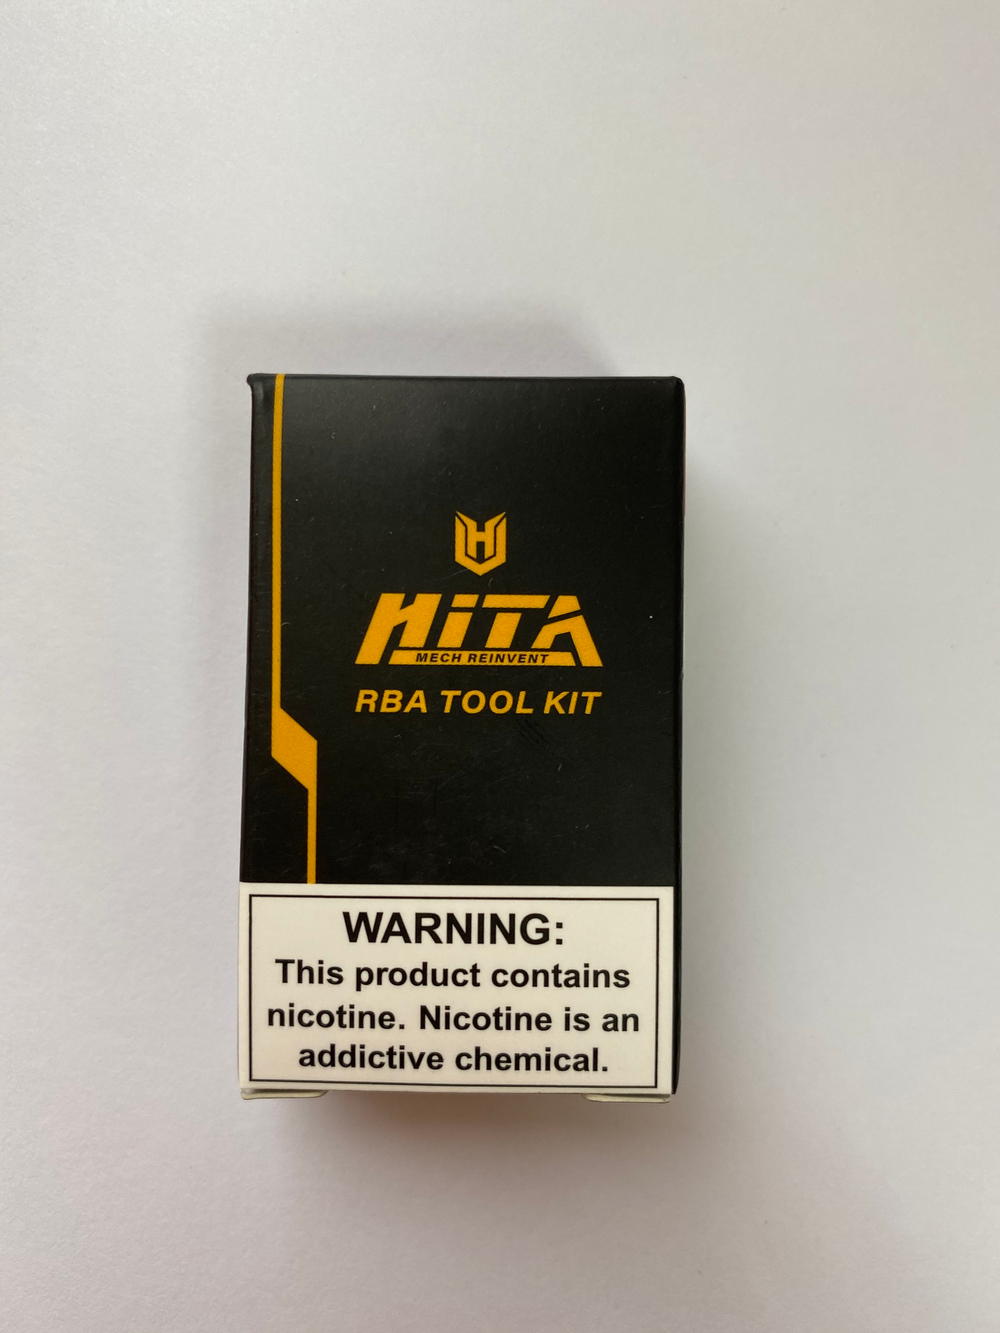 H
HiTA
MECH REINVENT
RBA TOOL KIT
WARNING:
This product contains
nicotine. Nicotine is an
addictive chemical.